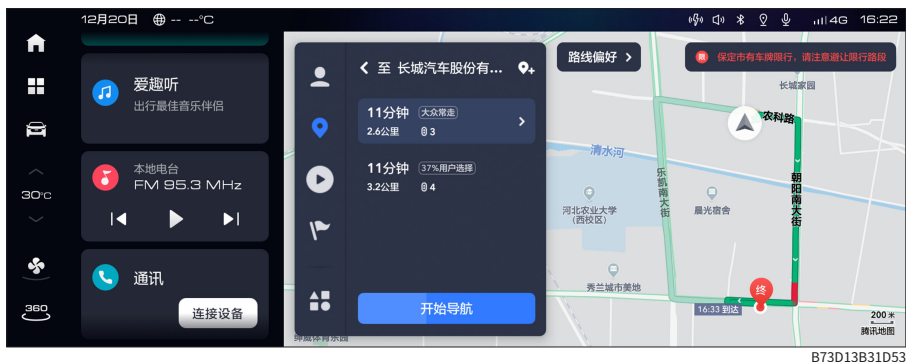 12月20日 -- --°C
4G 16:22
爱趣听
出行最佳音乐伴侣
30°C
本地电台
FM 95.3 MHz
通讯
连接设备
360
至 长城汽车股份有...
11分钟 大众常走
2.6公里 3
11分钟 37%用户选择
3.2公里 4
开始导航
路线偏好
限 保定市有车牌限行，请注意避让限行路段
长城家园
农科路
清水河
乐凯南大街
朝阳南大街
河北农业大学
(西校区)
晨光宿舍
秀兰城市美地
终
16:33 到达
200米
腾讯地图
B73D13B31D53